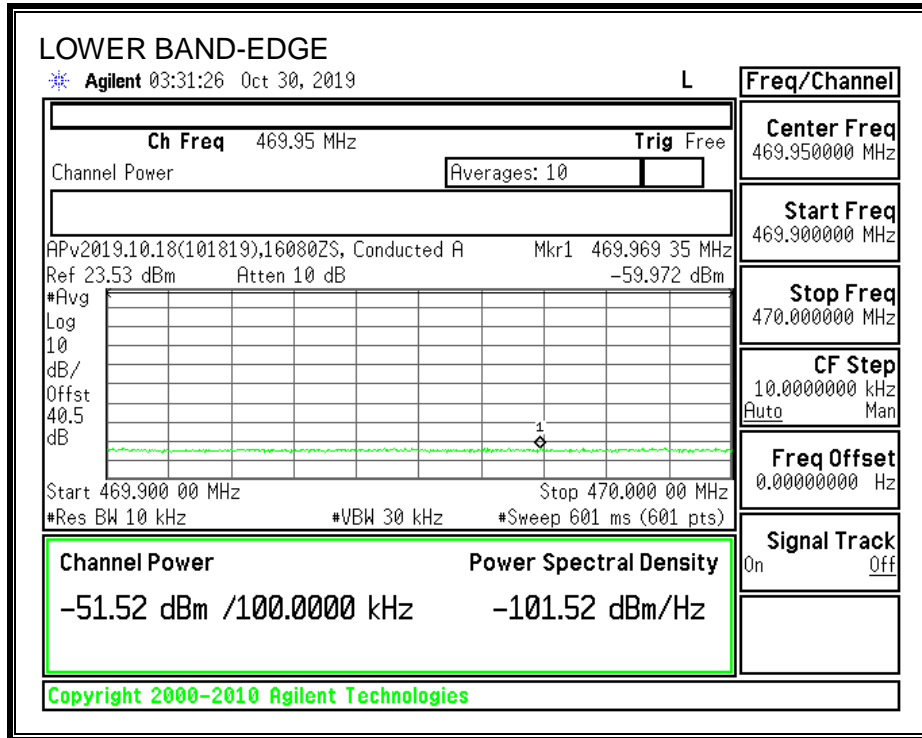 LOWER BAND-EDGE
Agilent 03:31:26 Oct 30, 2019 L
Freq/Channel
Ch Freq 469.95 MHz Trig Free
Channel Power Averages: 10
APv2019.10.18(101819),16080ZS, Conducted A Mkr1 469.969 35 MHz
Ref 23.53 dBm Atten 10 dB -59.972 dBm
#Avg
Log
10
dB/
Offst
40.5
dB
1
Start 469.900 00 MHz Stop 470.000 00 MHz
#Res BW 10 kHz #VBW 30 kHz #Sweep 601 ms (601 pts)
Channel Power Power Spectral Density
-51.52 dBm /100.0000 kHz -101.52 dBm/Hz
Center Freq
469.950000 MHz
Start Freq
469.900000 MHz
Stop Freq
470.000000 MHz
CF Step
10.0000000 kHz
Auto Man
Freq Offset
0.00000000 Hz
Signal Track
On Off
Copyright 2000-2010 Agilent Technologies